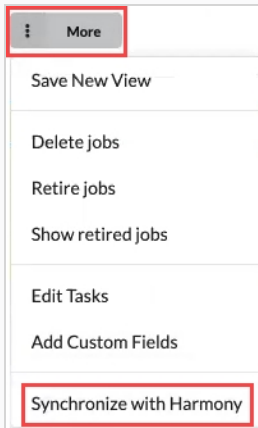 More
Save New View
Delete jobs
Retire jobs
Show retired jobs
Edit Tasks
Add Custom Fields
Synchronize with Harmony